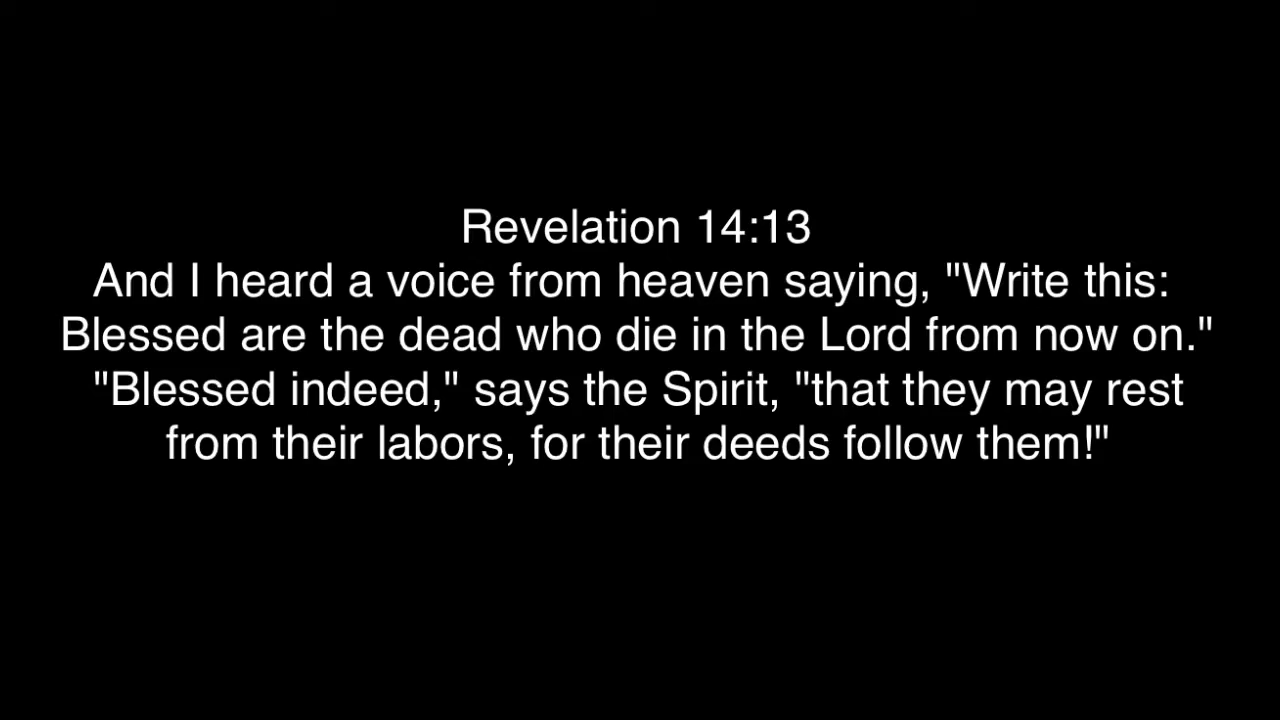 Revelation 14:13
And I heard a voice from heaven saying, "Write this:
Blessed are the dead who die in the Lord from now on."
"Blessed indeed," says the Spirit, "that they may rest
from their labors, for their deeds follow them!"